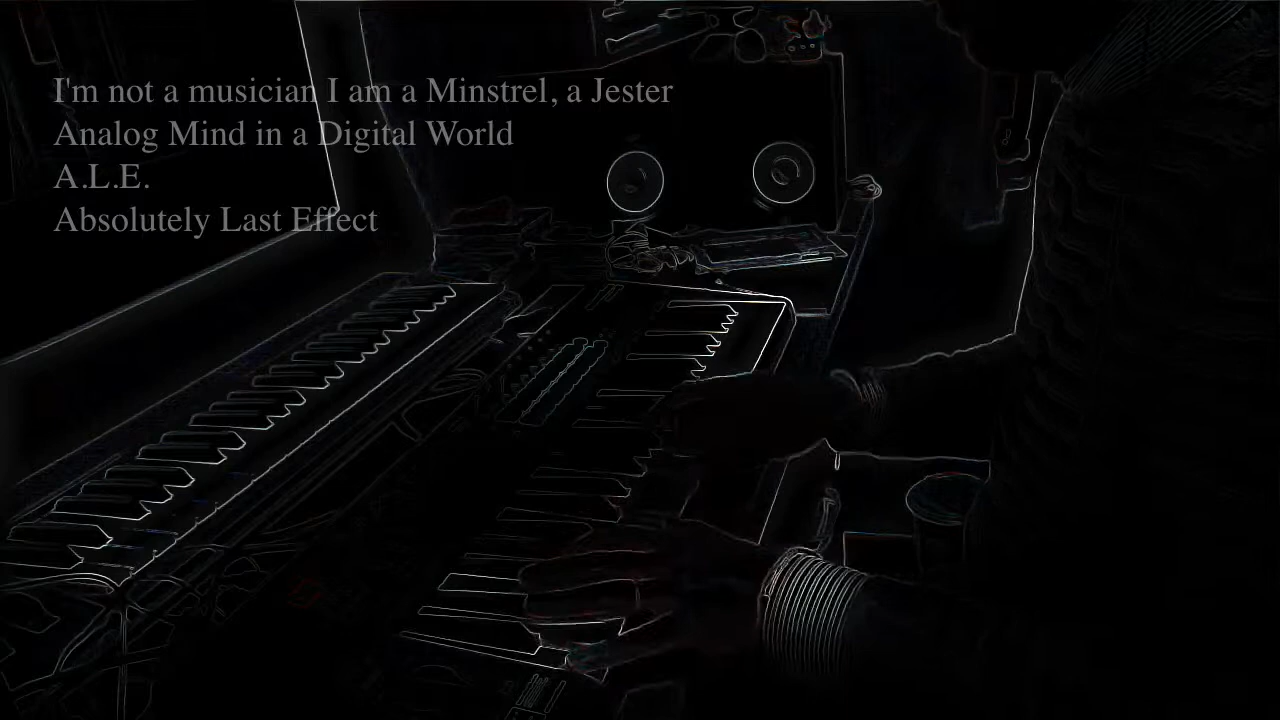 I'm not a musician I am a Minstrel, a Jester
Analog Mind in a Digital World
A.L.E.
Absolutely Last Effect